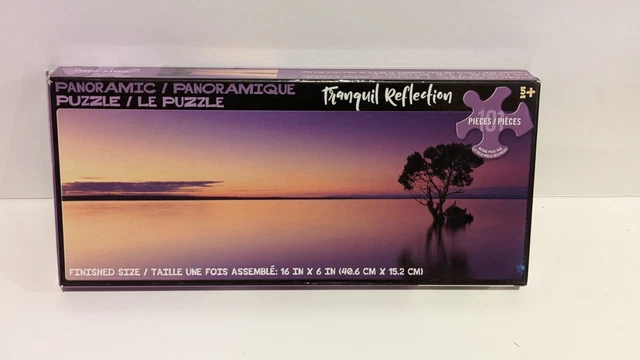 PANORAMIC / PANORAMIQUE
PUZZLE / LE PUZZLE
Tranquil Reflection
5+
101
PIECES / PIÈCES
FINISHED SIZE / TAILLE UNE FOIS ASSEMBLÉ: 16 IN X 6 IN (40.6 CM X 15.2 CM)